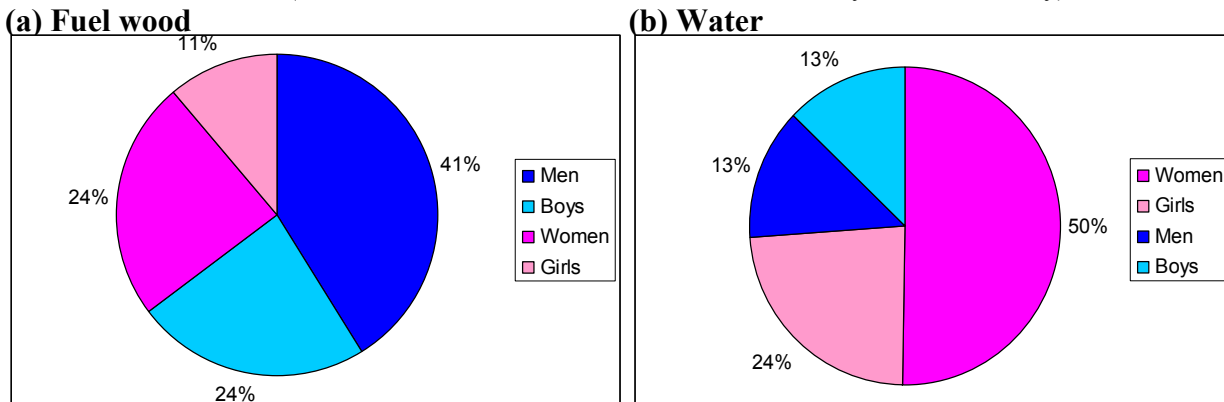 (a) Fuel wood
11%
41%
24%
24%
Men
Boys
Women
Girls
(b) Water
13%
13%
50%
24%
Women
Girls
Men
Boys